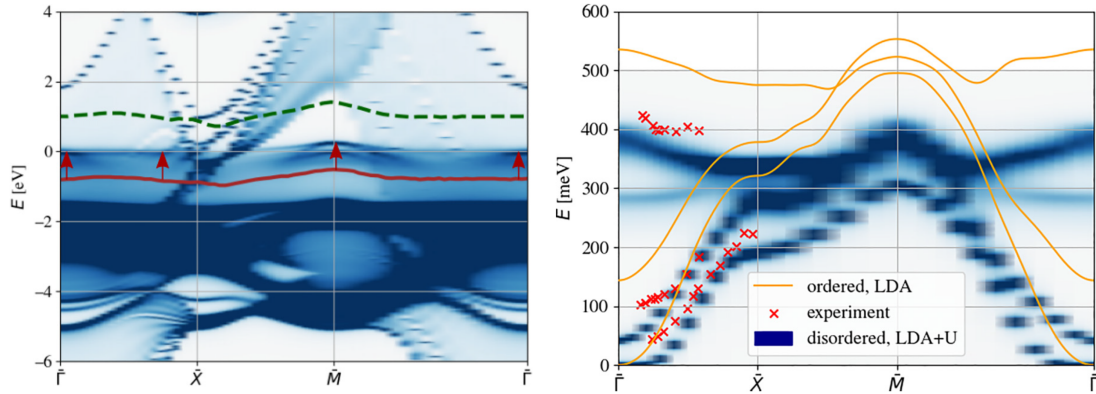 4
2
0
−2
−4
−6
E [eV]
Γ̄
X̄
M̄
Γ̄
600
500
400
300
200
100
0
E [meV]
Γ̄
X̄
M̄
Γ̄
ordered, LDA
experiment
disordered, LDA+U